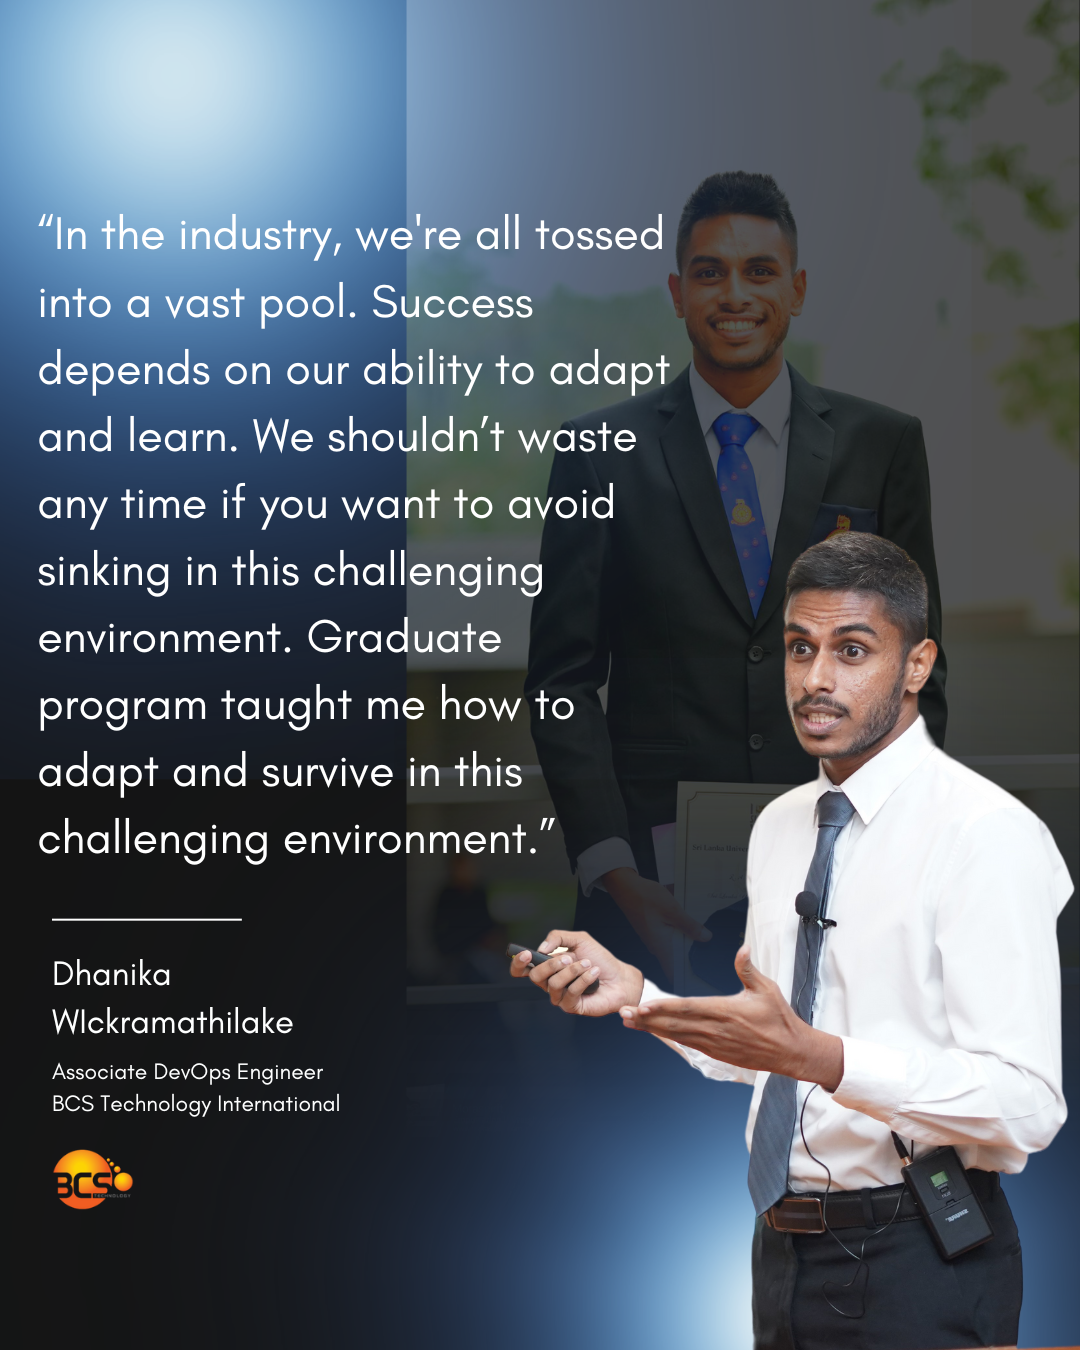 “In the industry, we're all tossed
into a vast pool. Success
depends on our ability to adapt
and learn. We shouldn’t waste
any time if you want to avoid
sinking in this challenging
environment. Graduate
program taught me how to
adapt and survive in this
challenging environment.”
Dhanika
WIckramathilake
Associate DevOps Engineer
BCS Technology International
BCS
TECHNOLOGY